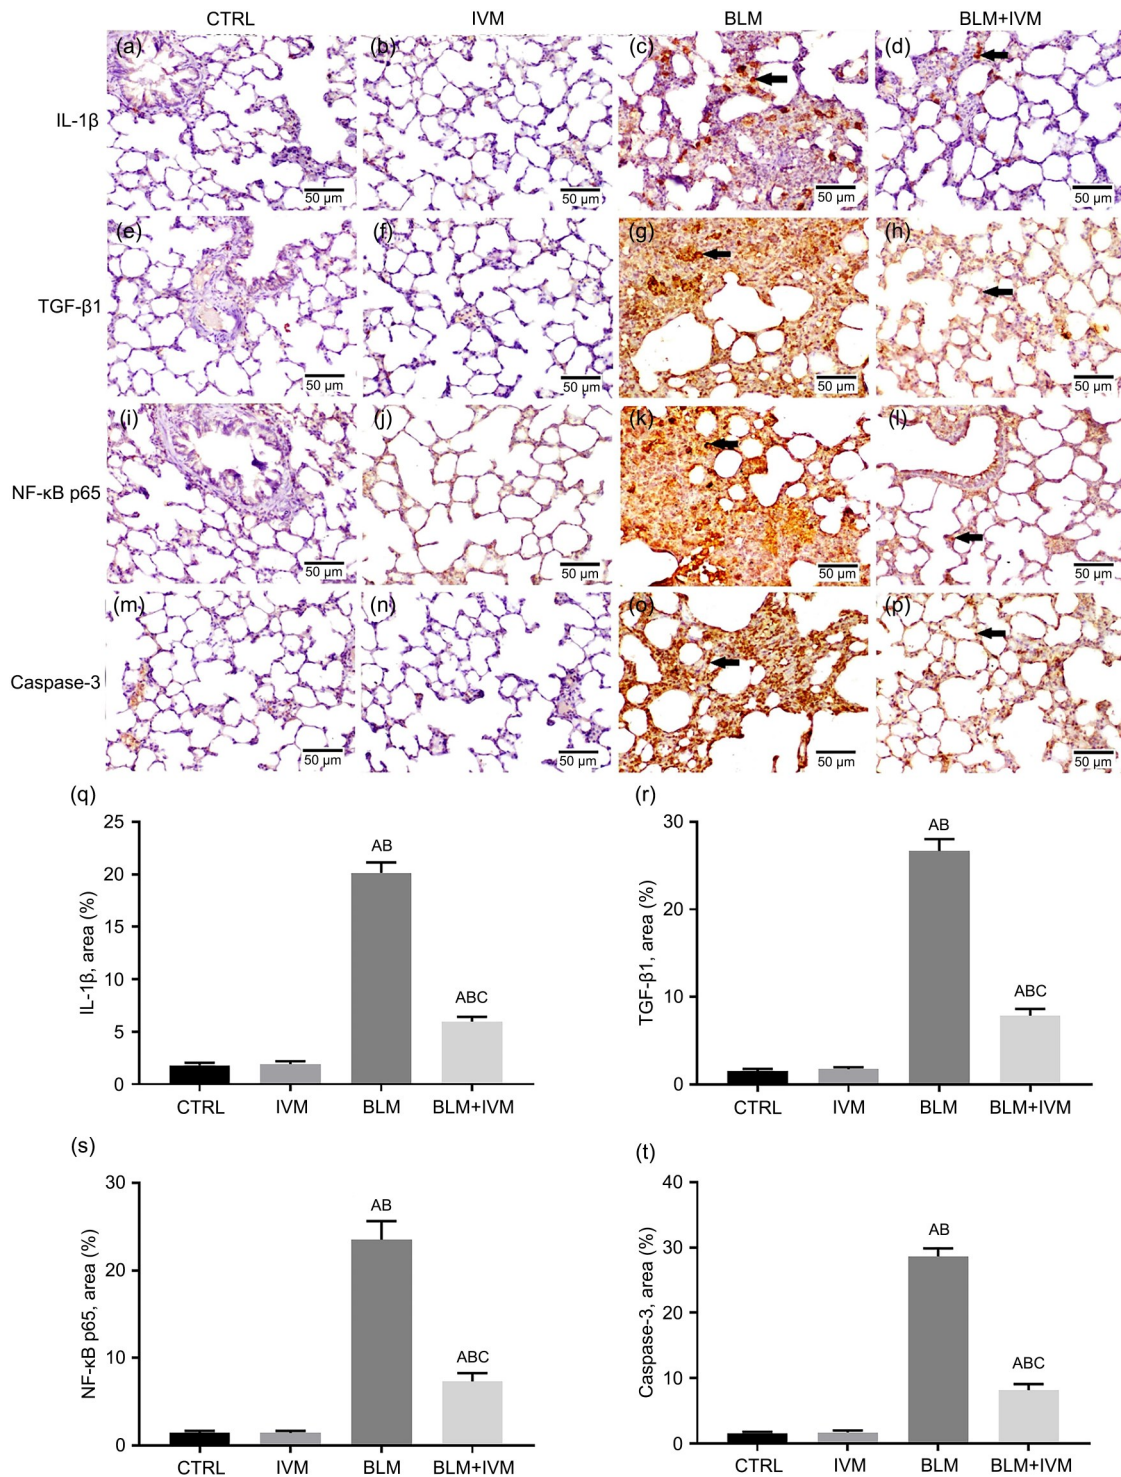 CTRL IVM BLM BLM+IVM
(a) (b) (c) (d)
IL-1β
50 µm 50 µm 50 µm 50 µm
(e) (f) (g) (h)
TGF-β1
50 µm 50 µm 50 µm 50 µm
(i) (j) (k) (l)
NF-κB p65
50 µm 50 µm 50 µm 50 µm
(m) (n) (o) (p)
Caspase-3
50 µm 50 µm 50 µm 50 µm
(q)
IL-1β, area (%)
25
20
15
10
5
0
AB
ABC
CTRL IVM BLM BLM+IVM
(r)
TGF-β1, area (%)
30
20
10
0
AB
ABC
CTRL IVM BLM BLM+IVM
(s)
NF-κB p65, area (%)
30
20
10
0
AB
ABC
CTRL IVM BLM BLM+IVM
(t)
Caspase-3, area (%)
40
30
20
10
0
AB
ABC
CTRL IVM BLM BLM+IVM